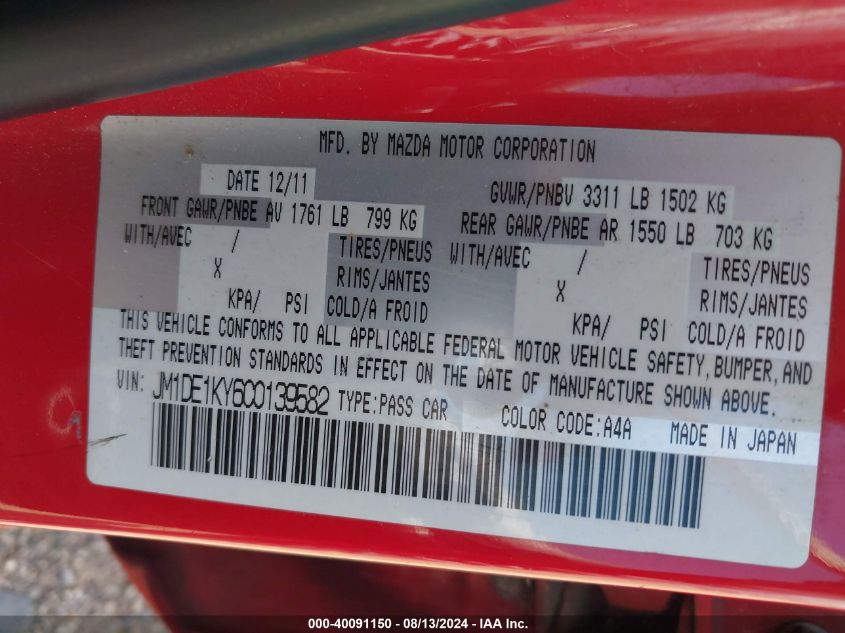 MFD. BY MAZDA MOTOR CORPORATION
DATE 12/11 GVWR/PNBV 3311 LB 1502 KG
FRONT GAWR/PNBE AV 1761 LB 799 KG REAR GAWR/PNBE AR 1550 LB 703 KG
WITH/AVEC / TIRES/PNEUS WITH/AVEC / TIRES/PNEUS
X RIMS/JANTES X RIMS/JANTES
KPA/ PSI COLD/A FROID KPA/ PSI COLD/A FROID
THIS VEHICLE CONFORMS TO ALL APPLICABLE FEDERAL MOTOR VEHICLE SAFETY, BUMPER, AND
THEFT PREVENTION STANDARDS IN EFFECT ON THE DATE OF MANUFACTURE SHOWN ABOVE.
VIN: JM1DE1KY6C0139582 TYPE:PASS CAR COLOR CODE:A4A MADE IN JAPAN
000-40091150 - 08/13/2024 - IAA Inc.